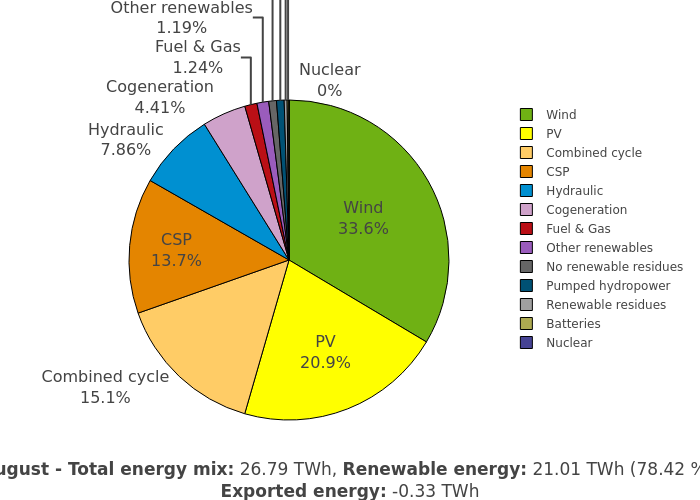 Other renewables
1.19%
Fuel & Gas
1.24%
Nuclear
0%
Cogeneration
4.41%
Hydraulic
7.86%
Wind
33.6%
CSP
13.7%
PV
20.9%
Combined cycle
15.1%
Wind
PV
Combined cycle
CSP
Hydraulic
Cogeneration
Fuel & Gas
Other renewables
No renewable residues
Pumped hydropower
Renewable residues
Batteries
Nuclear
ugust - Total energy mix: 26.79 TWh, Renewable energy: 21.01 TWh (78.42 %
Exported energy: -0.33 TWh